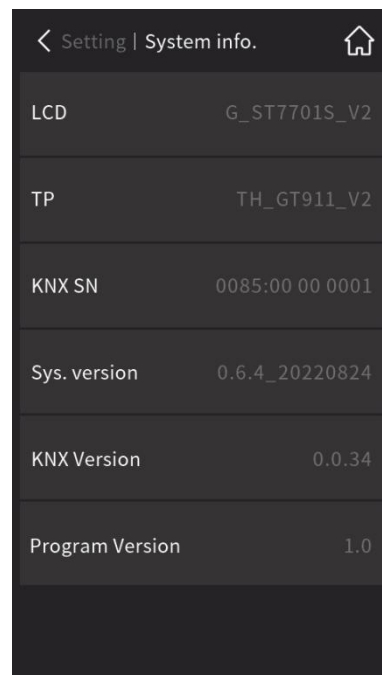 Setting | System info.
LCD G_ST7701S_V2
TP TH_GT911_V2
KNX SN 0085:00 00 0001
Sys. version 0.6.4_20220824
KNX Version 0.0.34
Program Version 1.0